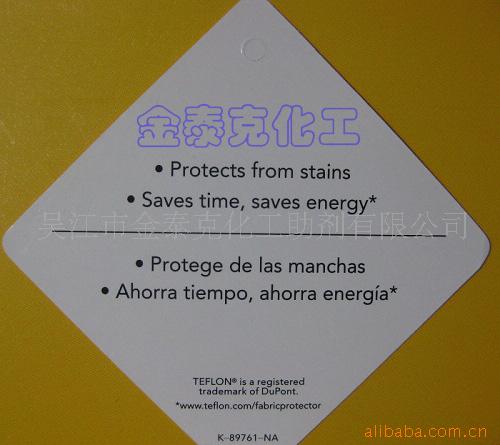 金泰克化工
• Protects from stains
• Saves time, saves energy*
吴江市金泰克化工助剂有限公司
• Protege de las manchas
• Ahorra tiempo, ahorra energía*
TEFLON® is a registered
trademark of DuPont.
*www.teflon.com/fabricprotector
K-89761-NA
alibaba.com.cn